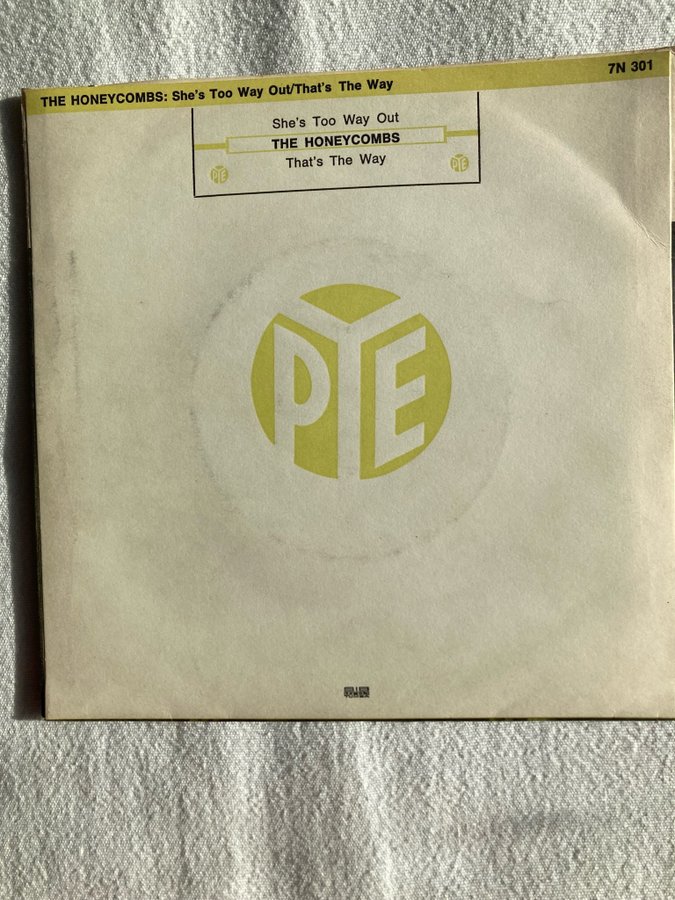 THE HONEYCOMBS: She's Too Way Out/That's The Way
7N 301
She's Too Way Out
THE HONEYCOMBS
That's The Way
PYE
PYE
PYE